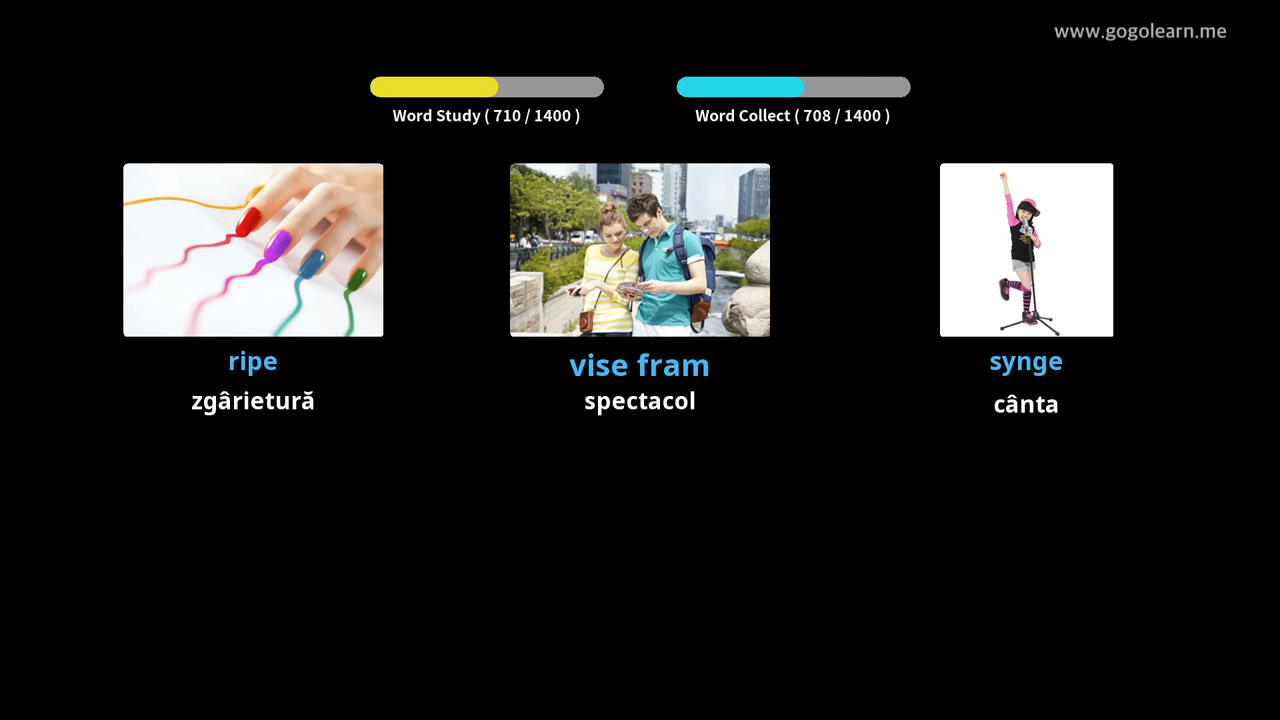 www.gogolearn.me
Word Study ( 710 / 1400 )
Word Collect ( 708 / 1400 )
ripe
vise fram
synge
zgârietură
spectacol
cânta